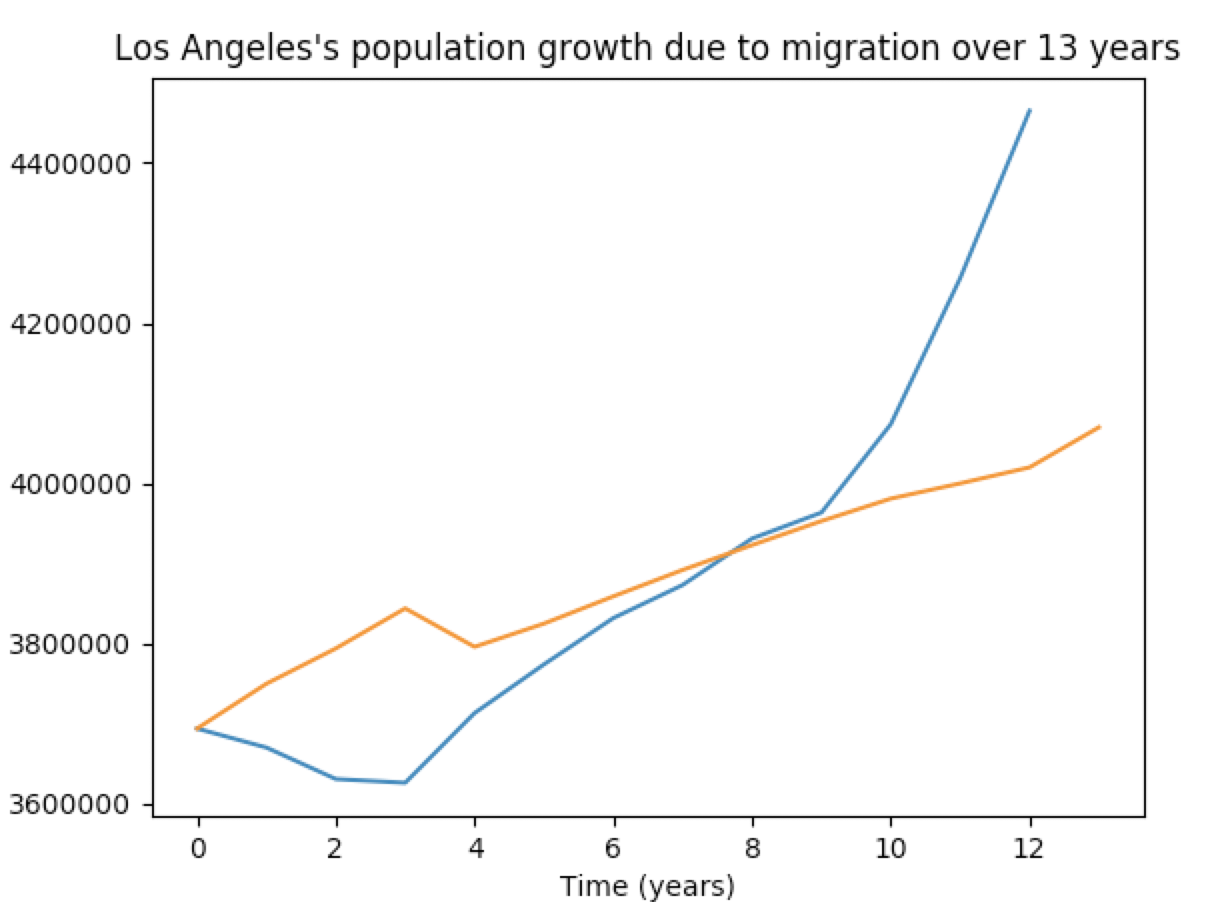 Los Angeles's population growth due to migration over 13 years
4400000
4200000
4000000
3800000
3600000
0 2 4 6 8 10 12
Time (years)